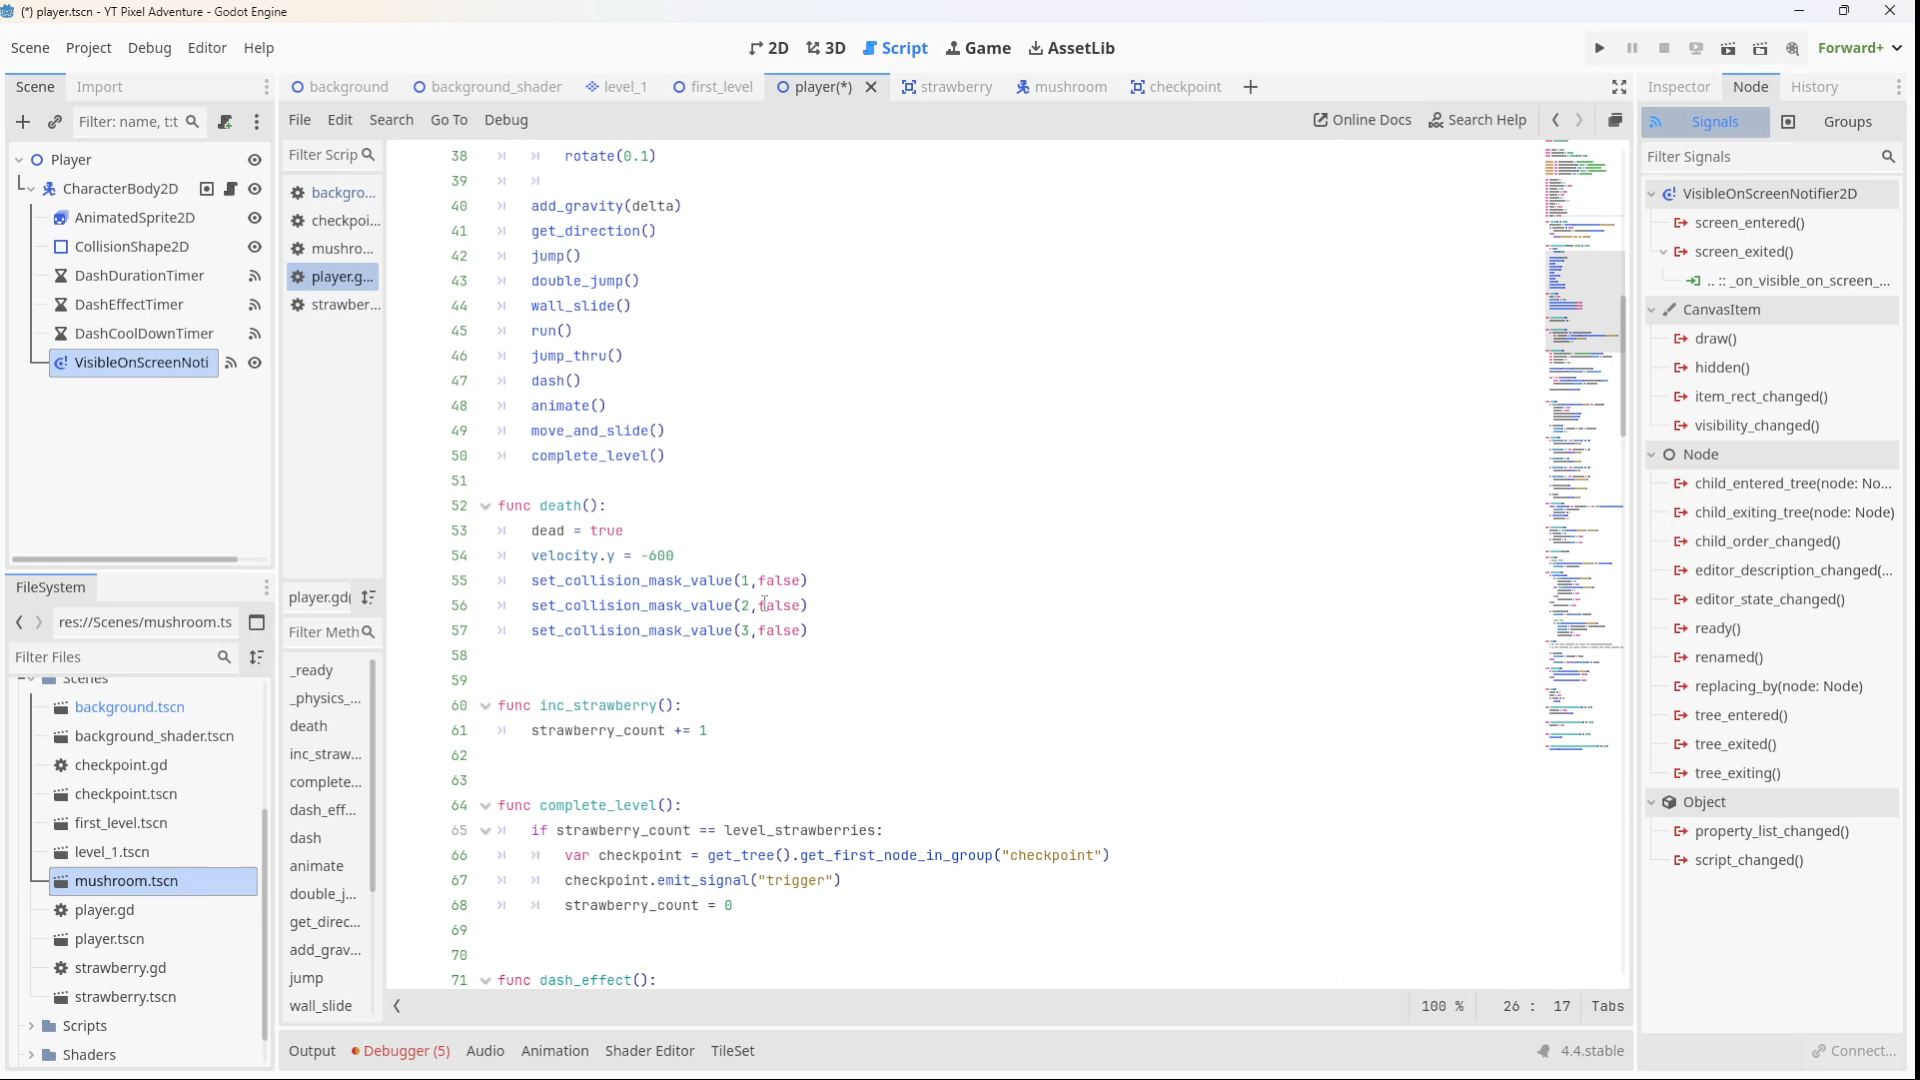 (*) player.tscn - YT Pixel Adventure - Godot Engine
Scene Project Debug Editor Help
2D 3D Script Game AssetLib
Forward+
Scene Import
background background_shader level_1 first_level player(*) strawberry mushroom checkpoint
Inspector Node History
Filter: name, t:t
File Edit Search Go To Debug
Online Docs Search Help
Signals Groups
Player
CharacterBody2D
AnimatedSprite2D
CollisionShape2D
DashDurationTimer
DashEffectTimer
DashCoolDownTimer
VisibleOnScreenNoti
FileSystem
res://Scenes/mushroom.ts
Filter Files
Scenes
background.tscn
background_shader.tscn
checkpoint.gd
checkpoint.tscn
first_level.tscn
level_1.tscn
mushroom.tscn
player.gd
player.tscn
strawberry.gd
strawberry.tscn
Scripts
Shaders
Filter Scrip
backgro...
checkpoi...
mushro...
player.g...
strawber...
player.gd
Filter Meth
_ready
_physics_...
death
inc_straw...
complete...
dash_eff...
dash
animate
double_j...
get_direc...
add_grav...
jump
wall_slide
38 rotate(0.1)
39
40 add_gravity(delta)
41 get_direction()
42 jump()
43 double_jump()
44 wall_slide()
45 run()
46 jump_thru()
47 dash()
48 animate()
49 move_and_slide()
50 complete_level()
51
52 func death():
53 dead = true
54 velocity.y = -600
55 set_collision_mask_value(1,false)
56 set_collision_mask_value(2,false)
57 set_collision_mask_value(3,false)
58
59
60 func inc_strawberry():
61 strawberry_count += 1
62
63
64 func complete_level():
65 if strawberry_count == level_strawberries:
66 var checkpoint = get_tree().get_first_node_in_group("checkpoint")
67 checkpoint.emit_signal("trigger")
68 strawberry_count = 0
69
70
71 func dash_effect():
100 % 26 : 17 Tabs
Output Debugger (5) Audio Animation Shader Editor TileSet
4.4.stable
Filter Signals
VisibleOnScreenNotifier2D
screen_entered()
screen_exited()
.. :: _on_visible_on_screen_...
CanvasItem
draw()
hidden()
item_rect_changed()
visibility_changed()
Node
child_entered_tree(node: No...
child_exiting_tree(node: Node)
child_order_changed()
editor_description_changed(...
editor_state_changed()
ready()
renamed()
replacing_by(node: Node)
tree_entered()
tree_exited()
tree_exiting()
Object
property_list_changed()
script_changed()
Connect...